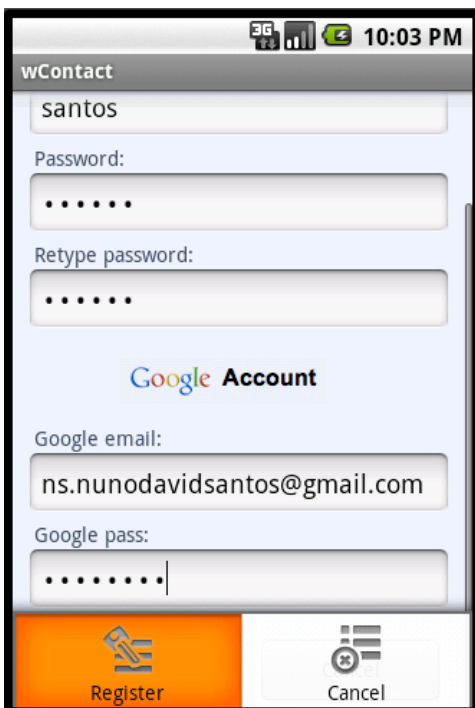 3G 10:03 PM
wContact
santos
Password:
••••••
Retype password:
••••••
Google Account
Google email:
ns.nunodavidsantos@gmail.com
Google pass:
••••••••
Register Cancel